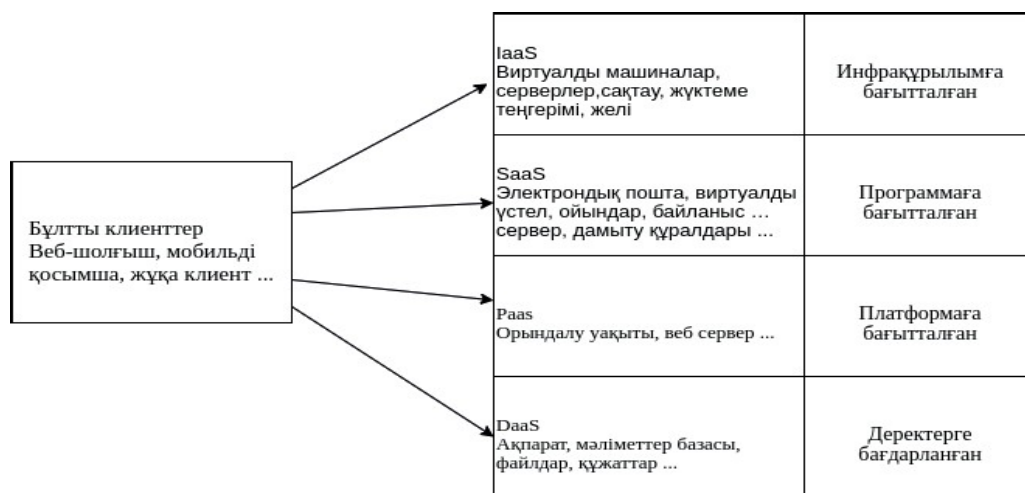 Бұлтты клиенттер
Веб-шолғыш, мобильді
қосымша, жұқа клиент ...
IaaS
Виртуалды машиналар,
серверлер,сақтау, жүктеме
теңгерімі, желі
Инфрақұрылымға
бағытталған
SaaS
Электрондық пошта, виртуалды
үстел, ойындар, байланыс ...
сервер, дамыту құралдары ...
Программаға
бағытталған
Paas
Орындалу уақыты, веб сервер ...
Платформаға
бағытталған
DaaS
Ақпарат, мәліметтер базасы,
файлдар, құжаттар ...
Деректерге
бағдарланған